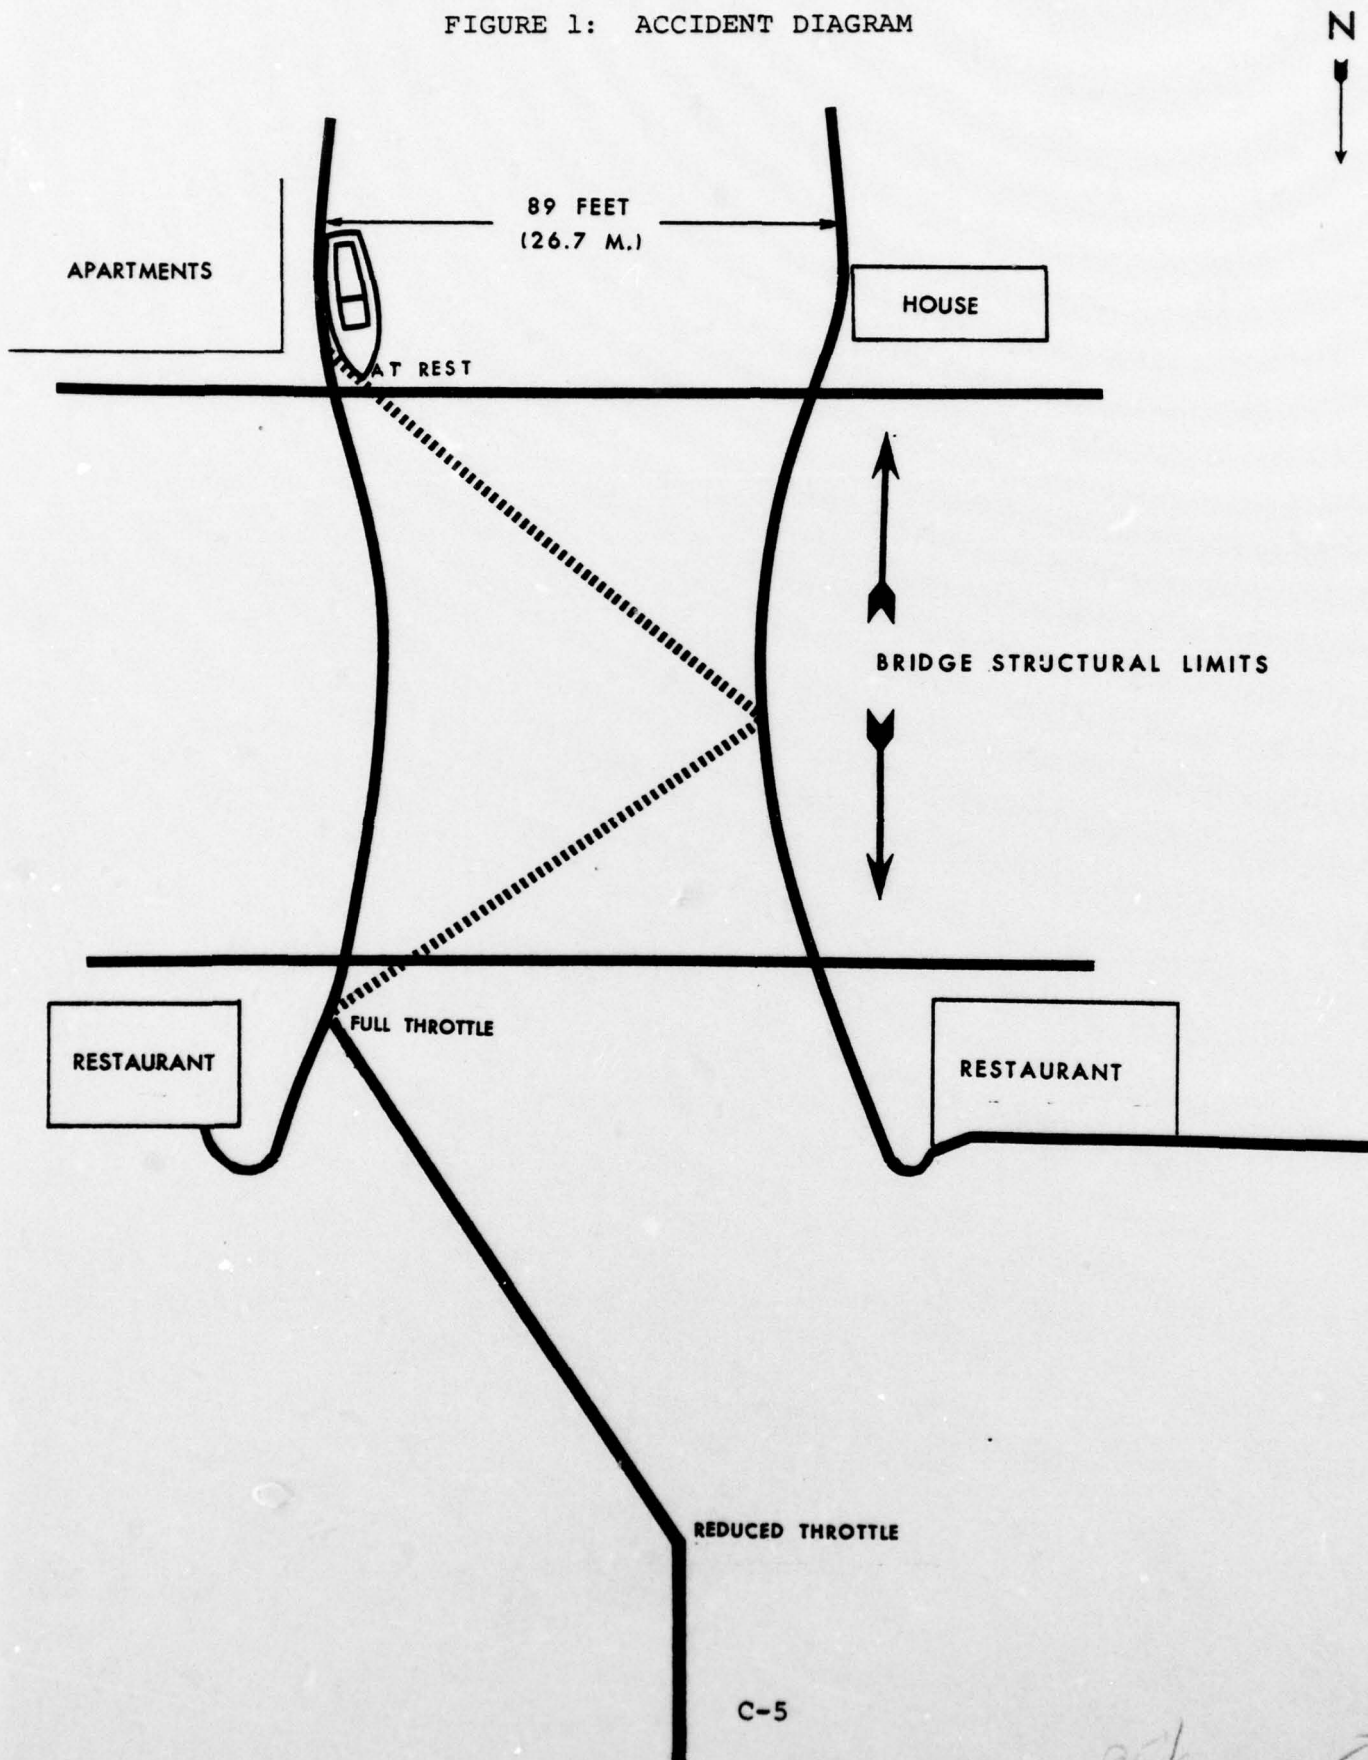 FIGURE 1: ACCIDENT DIAGRAM
N
89 FEET
(26.7 M.)
APARTMENTS
HOUSE
AT REST
BRIDGE STRUCTURAL LIMITS
FULL THROTTLE
RESTAURANT
RESTAURANT
REDUCED THROTTLE
C-5